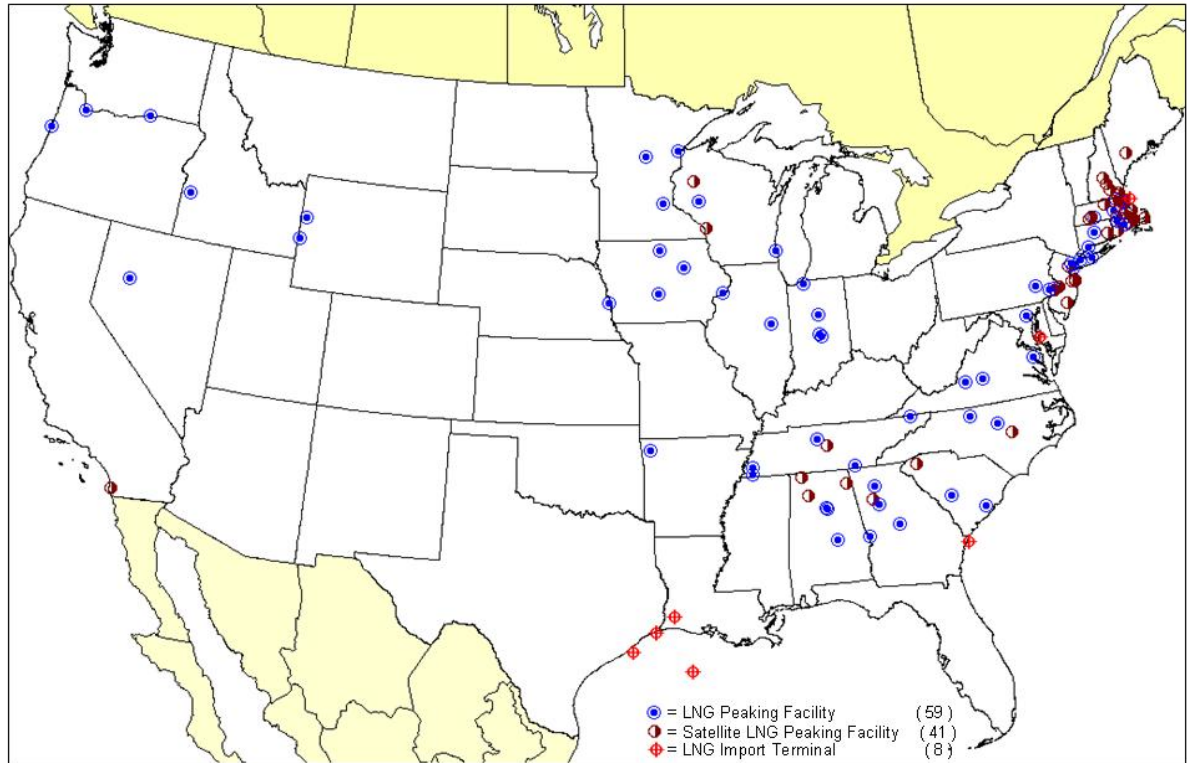 = LNG Peaking Facility ( 59 )
= Satellite LNG Peaking Facility ( 41 )
= LNG Import Terminal ( 8 )